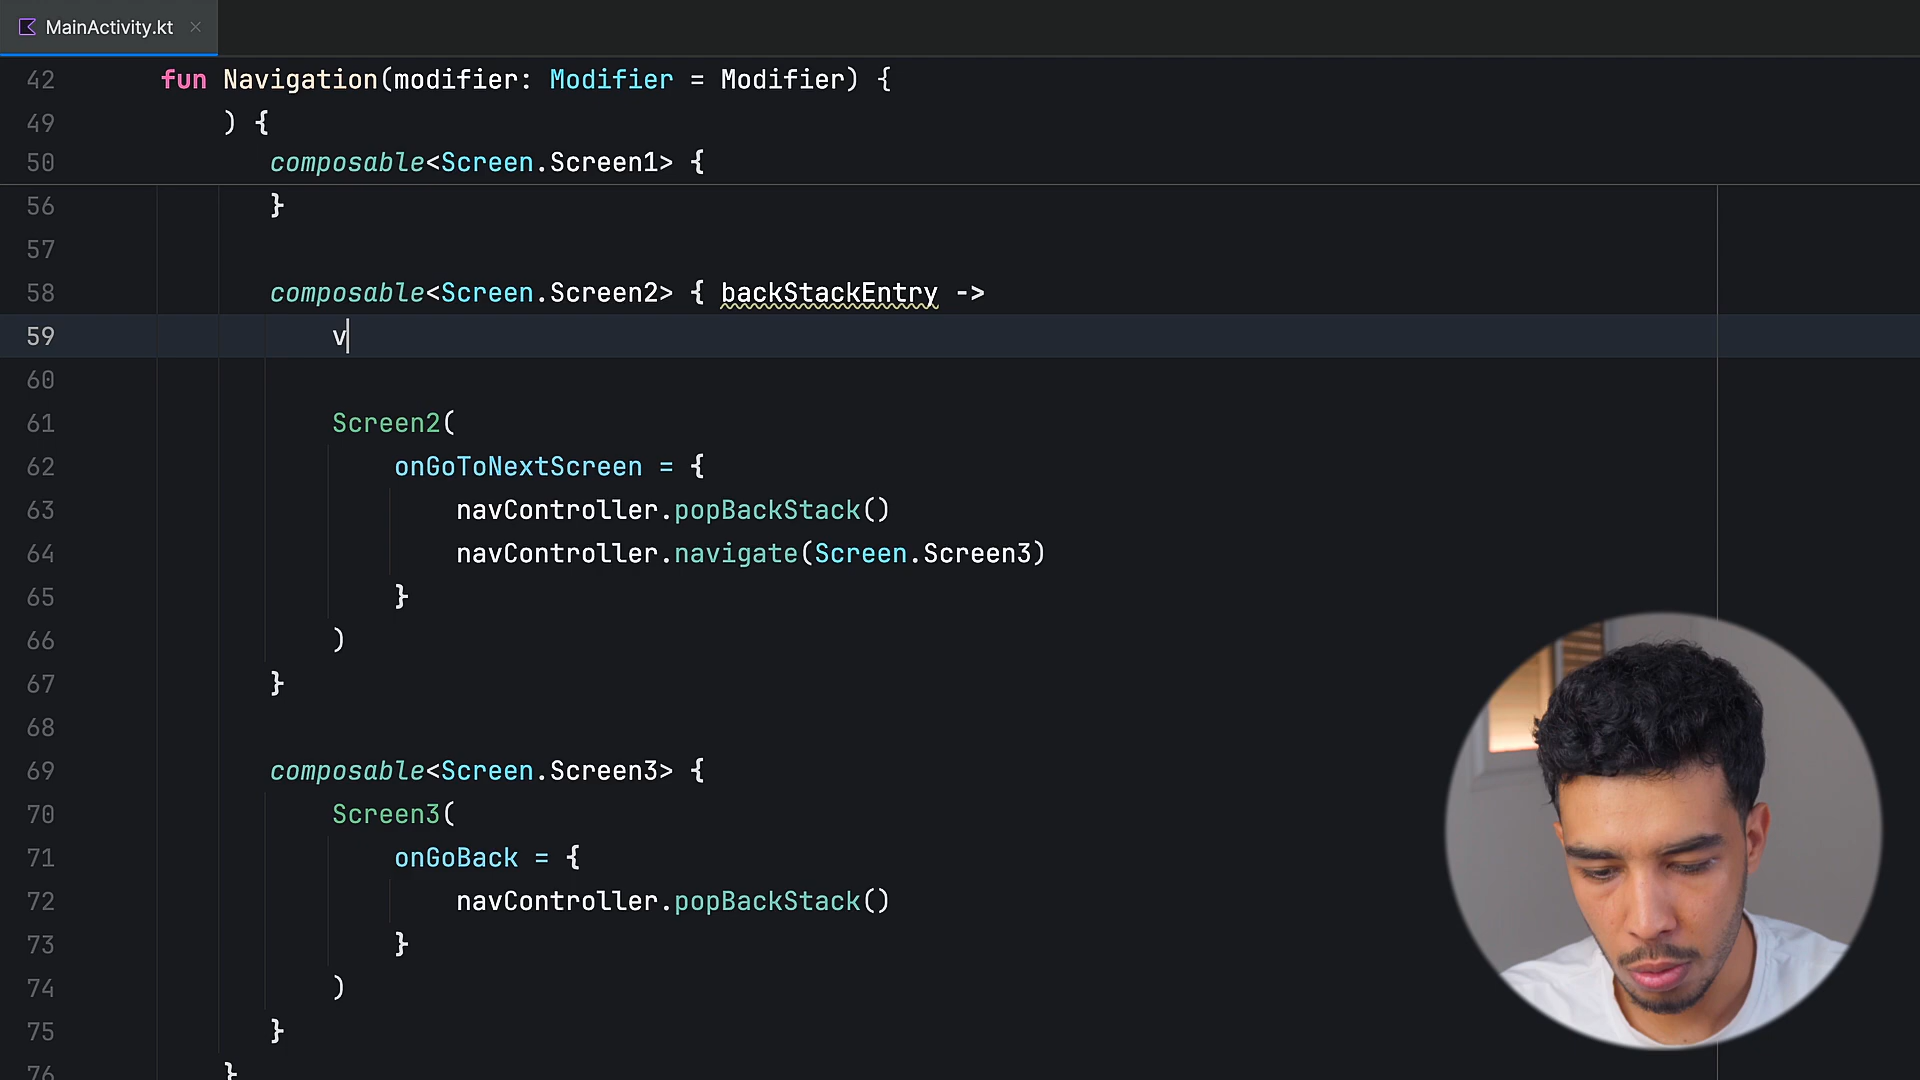 MainActivity.kt
42 fun Navigation(modifier: Modifier = Modifier) {
49 ) {
50 composable<Screen.Screen1> {
56 }
57
58 composable<Screen.Screen2> { backStackEntry ->
59 v
60
61 Screen2(
62 onGoToNextScreen = {
63 navController.popBackStack()
64 navController.navigate(Screen.Screen3)
65 }
66 )
67 }
68
69 composable<Screen.Screen3> {
70 Screen3(
71 onGoBack = {
72 navController.popBackStack()
73 }
74 )
75 }
76 }